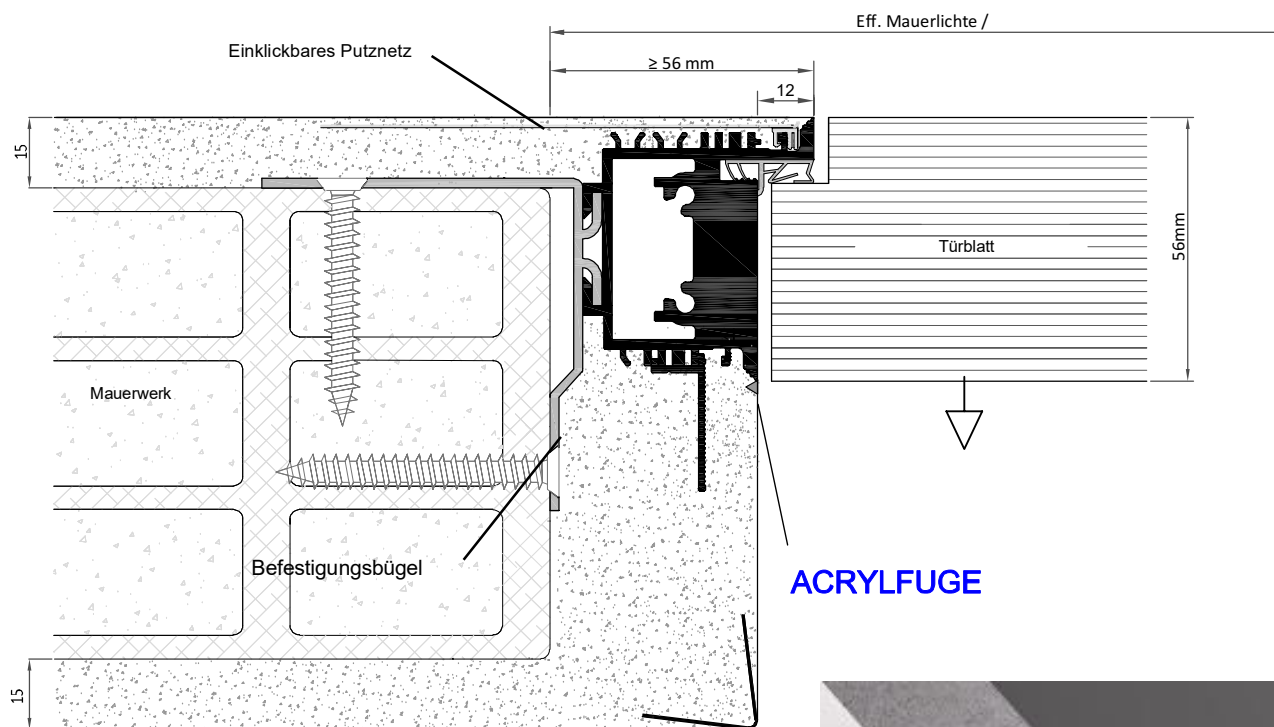 Eff. Mauerlichte /
Einklickbares Putznetz
≥ 56 mm
12
15
56mm
Türblatt
Mauerwerk
Befestigungsbügel
ACRYLFUGE
15